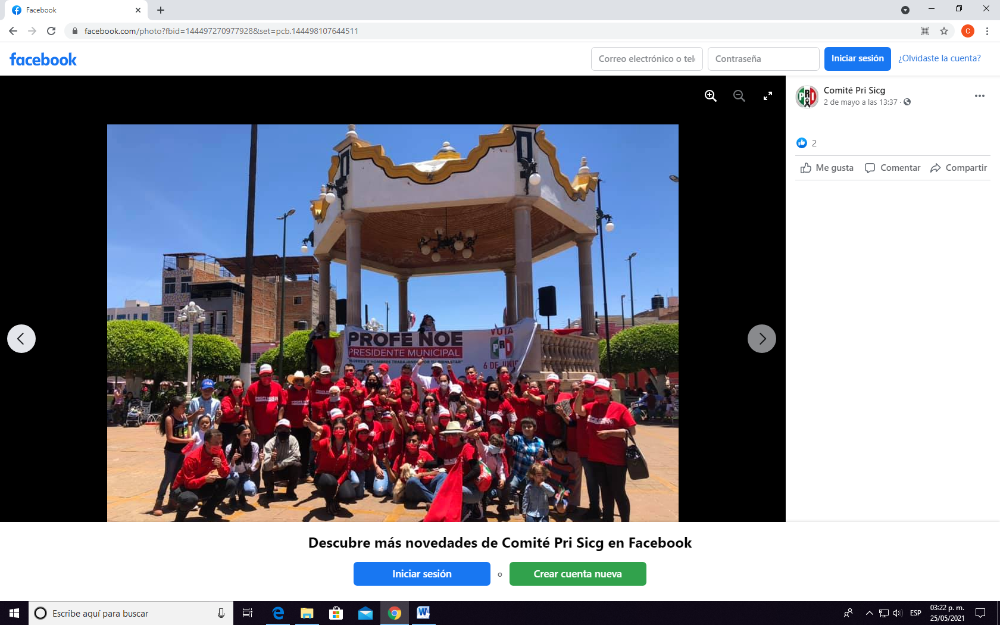 Facebook
facebook.com/photo?fbid=144497270977928&set=pcb.144498107644511
C
facebook
Correo electrónico o telé
Contraseña
Iniciar sesión
¿Olvidaste la cuenta?
PRI
Comité Pri Sicg
2 de mayo a las 13:37 ·
2
Me gusta
Comentar
Compartir
PROFE NOE
PRESIDENTE MUNICIPAL
"MUJERES Y HOMBRES TRABAJANDO POR TU BIENESTAR"
VOTA
PRI
6 DE JUNIO
Descubre más novedades de Comité Pri Sicg en Facebook
Iniciar sesión
o
Crear cuenta nueva
Escribe aquí para buscar
ESP
03:22 p. m.
25/05/2021